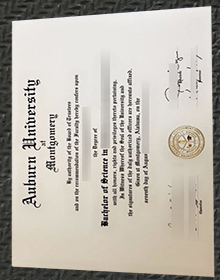 Auburn University
at
Montgomery
By authority of the Board of Trustees
and on the recommendation of the Faculty hereby confers upon
the Degree of
Bachelor of Science in
with all honors, rights and privileges thereto pertaining.
In Witness Whereof the Seal of the University and
the signatures of the duly authorized officers are hereunto affixed.
Given at Montgomery, Alabama, on the
seventh day of August